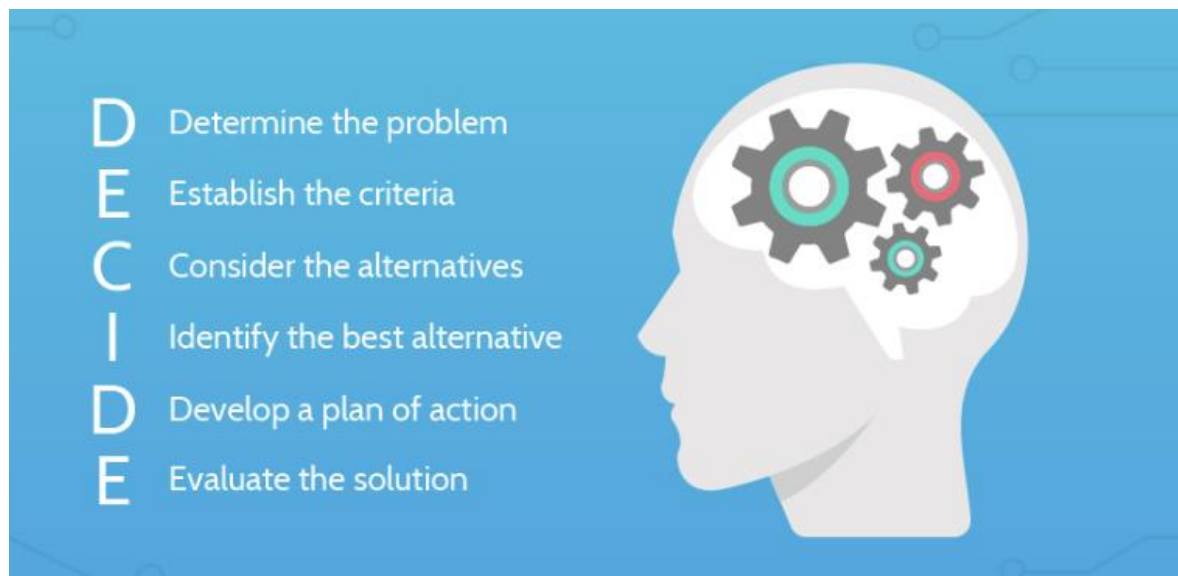 D Determine the problem
E Establish the criteria
C Consider the alternatives
I Identify the best alternative
D Develop a plan of action
E Evaluate the solution